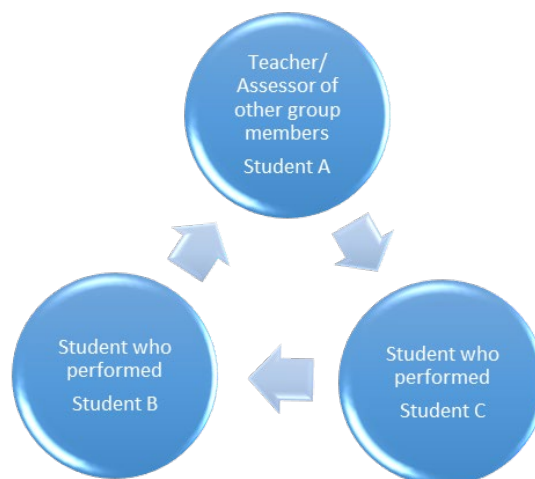 Teacher/
Assessor of
other group
members
Student A
Student who
performed
Student B
Student who
performed
Student C